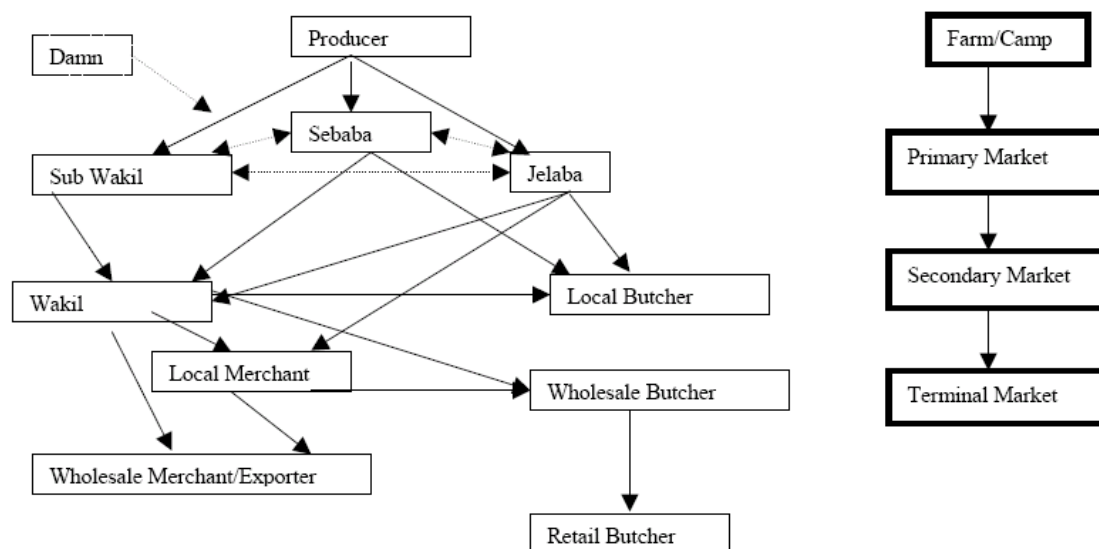 Producer
Farm/Camp
Damn
Sebaba
Primary Market
Sub Wakil
Jelaba
Secondary Market
Wakil
Local Butcher
Local Merchant
Wholesale Butcher
Terminal Market
Wholesale Merchant/Exporter
Retail Butcher